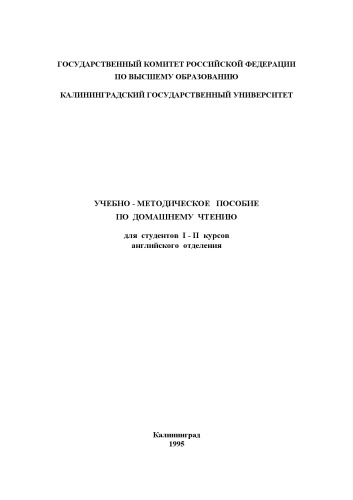 ГОСУДАРСТВЕННЫЙ КОМИТЕТ РОССИЙСКОЙ ФЕДЕРАЦИИ
ПО ВЫСШЕМУ ОБРАЗОВАНИЮ
КАЛИНИНГРАДСКИЙ ГОСУДАРСТВЕННЫЙ УНИВЕРСИТЕТ
УЧЕБНО - МЕТОДИЧЕСКОЕ ПОСОБИЕ
ПО ДОМАШНЕМУ ЧТЕНИЮ
для студентов I - II курсов
английского отделения
Калининград
1995